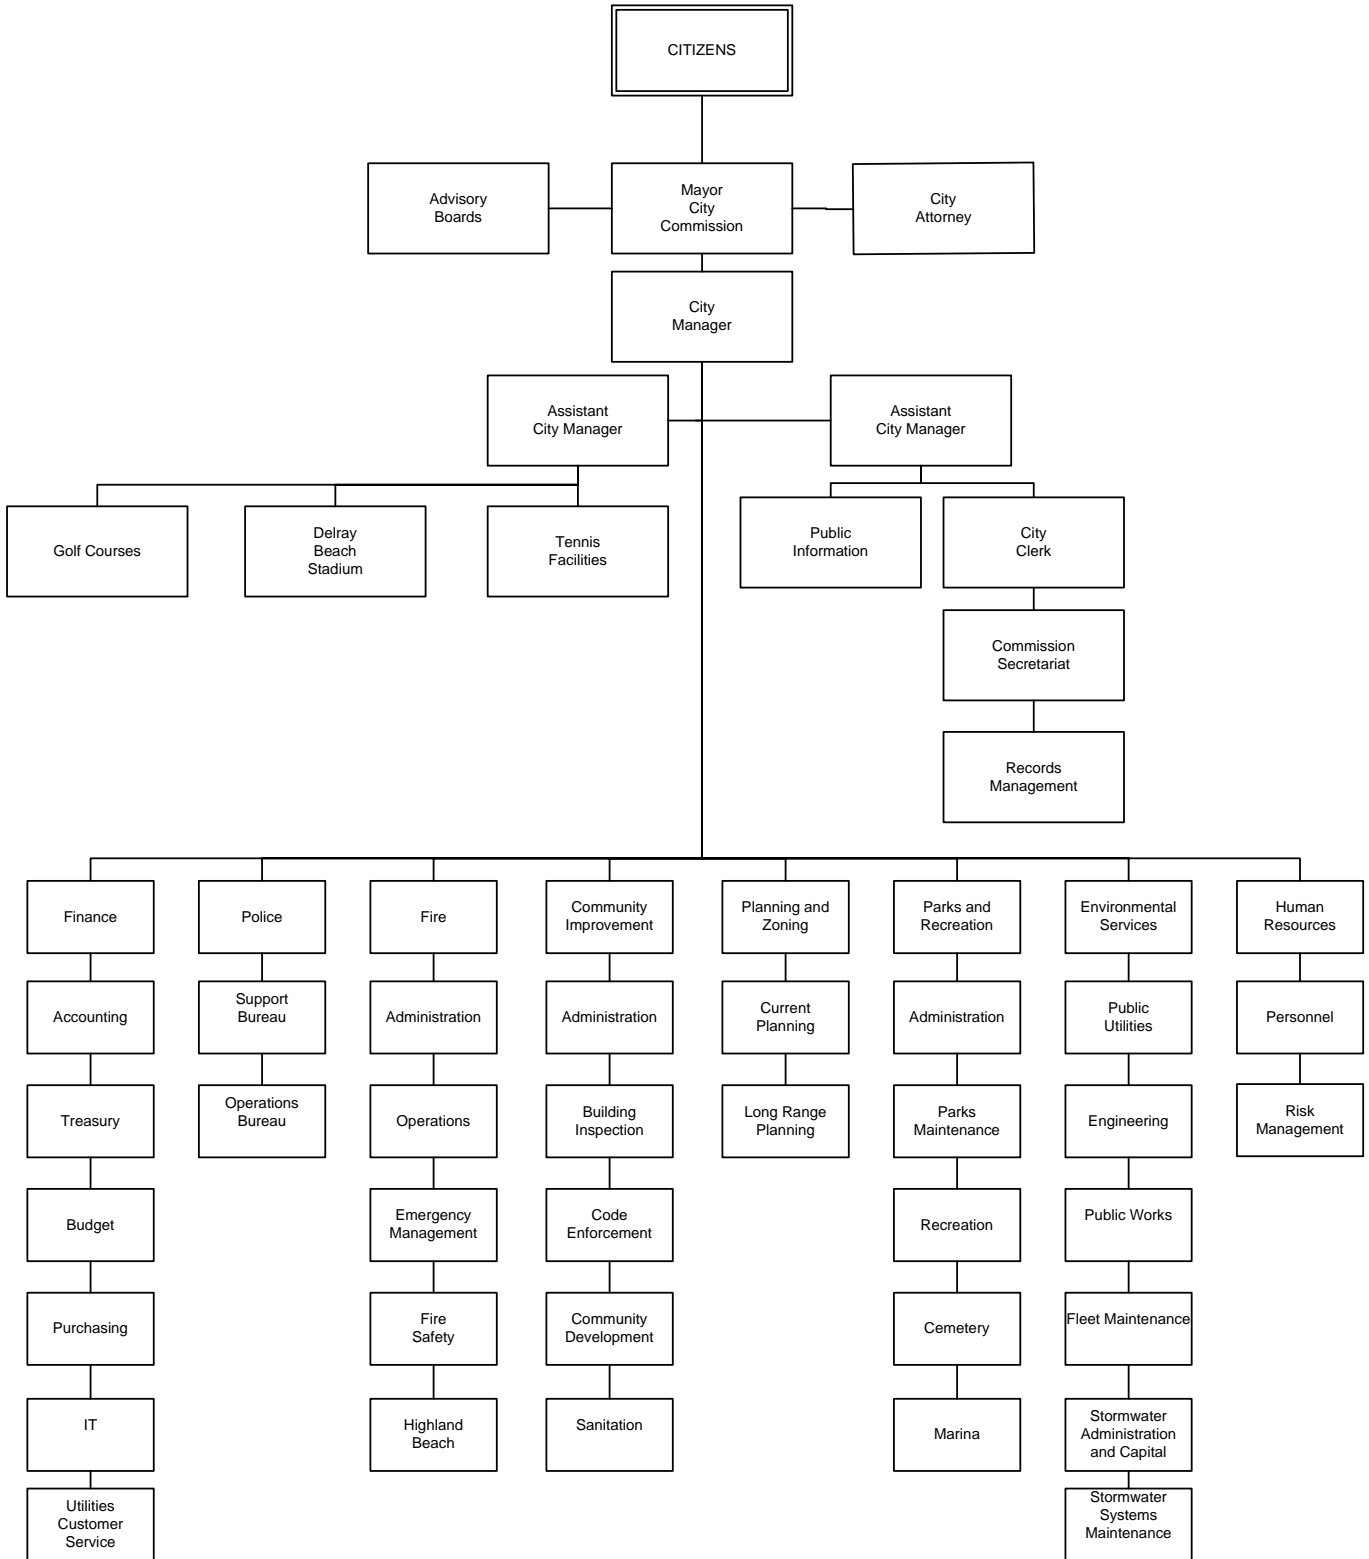 CITIZENS
Advisory
Boards
Mayor
City
Commission
City
Attorney
City
Manager
Assistant
City Manager
Assistant
City Manager
Golf Courses
Delray
Beach
Stadium
Tennis
Facilities
Public
Information
City
Clerk
Commission
Secretariat
Records
Management
Finance
Police
Fire
Community
Improvement
Planning and
Zoning
Parks and
Recreation
Environmental
Services
Human
Resources
Accounting
Support
Bureau
Administration
Administration
Current
Planning
Administration
Public
Utilities
Personnel
Treasury
Operations
Bureau
Operations
Building
Inspection
Long Range
Planning
Parks
Maintenance
Engineering
Risk
Management
Budget
Emergency
Management
Code
Enforcement
Recreation
Public Works
Purchasing
Fire
Safety
Community
Development
Cemetery
Fleet Maintenance
IT
Highland
Beach
Sanitation
Marina
Stormwater
Administration
and Capital
Utilities
Customer
Service
Stormwater
Systems
Maintenance